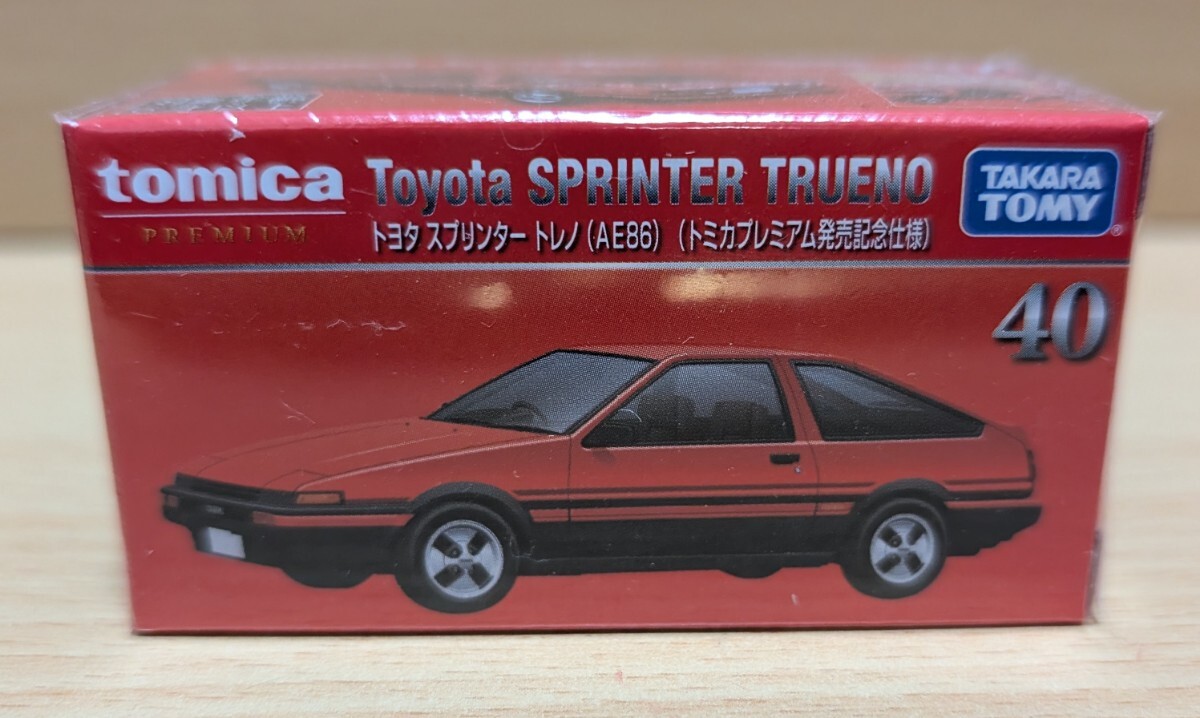 tomica
PREMIUM
Toyota SPRINTER TRUENO
トヨタ スプリンター トレノ（AE86）（トミカプレミアム発売記念仕様）
TAKARA
TOMY
®
40